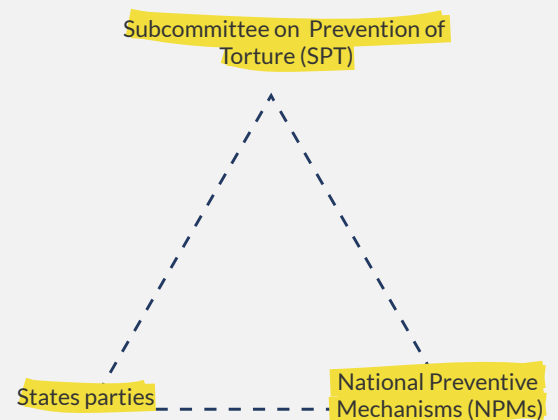 Subcommittee on Prevention of
Torture (SPT)
States parties
National Preventive
Mechanisms (NPMs)